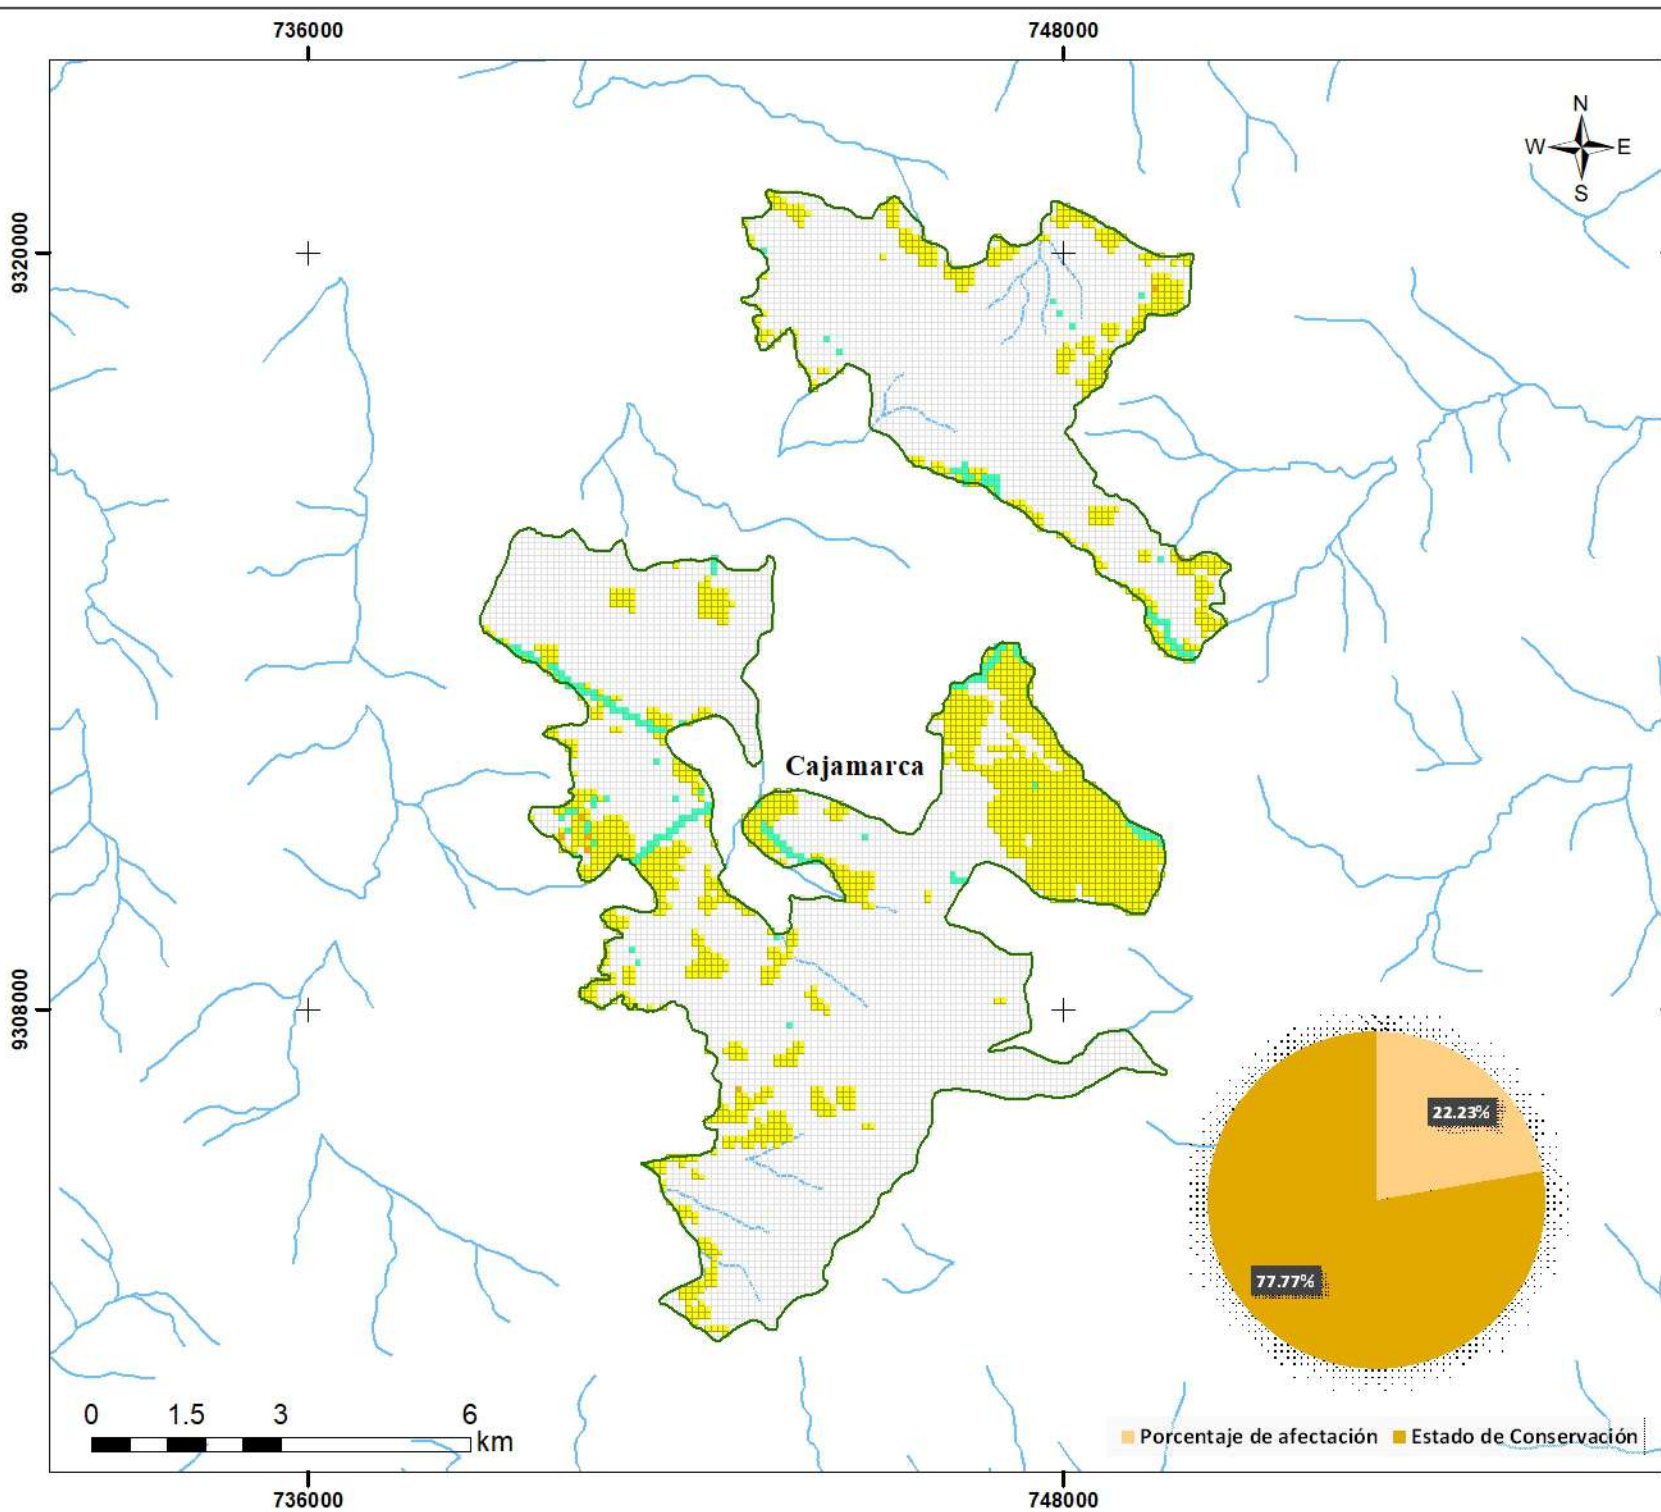 736000 748000
N
W E
S
9320000
Cajamarca
9308000
22.23%
77.77%
0 1.5 3 6
km
Porcentaje de afectación Estado de Conservación
736000 748000